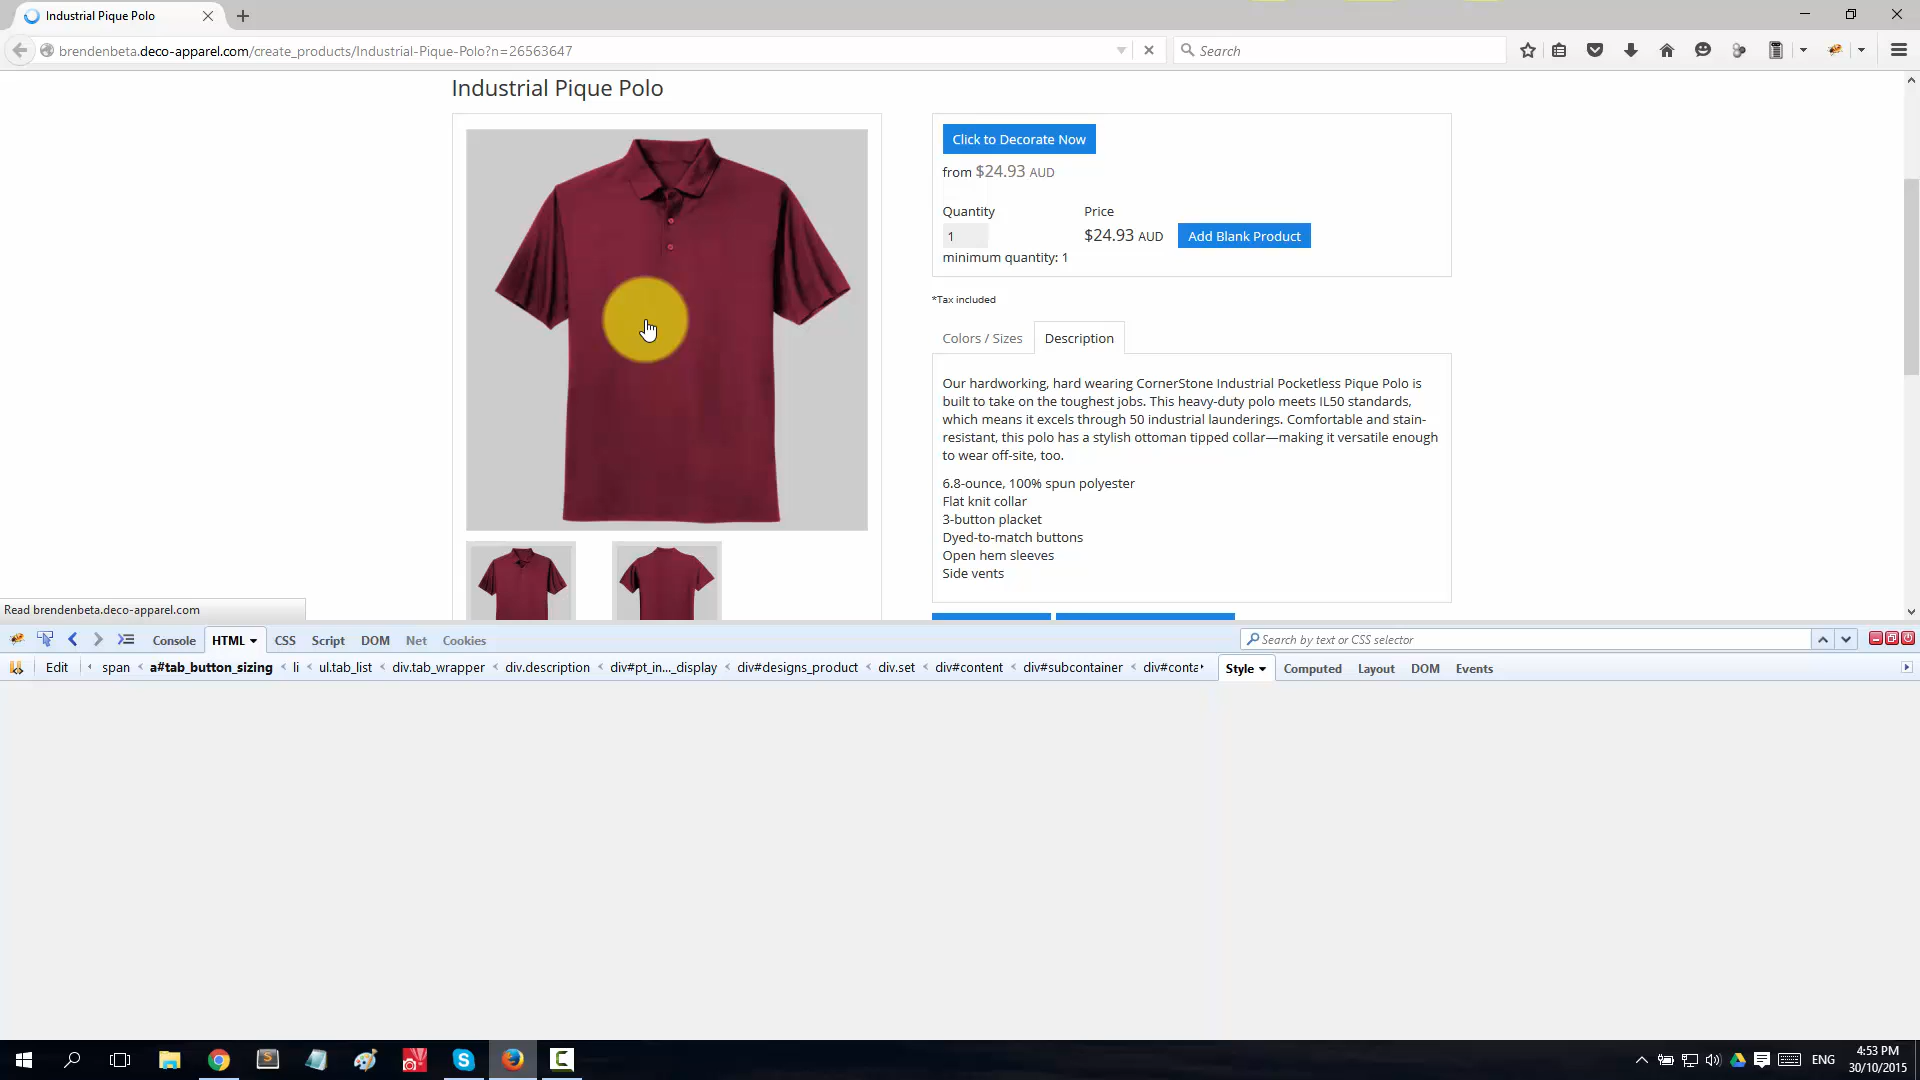 Industrial Pique Polo
brendenbeta.deco-apparel.com/create_products/Industrial-Pique-Polo?n=26563647
Search
Industrial Pique Polo
Click to Decorate Now
from $24.93 AUD
Quantity Price
1 $24.93 AUD Add Blank Product
minimum quantity: 1
*Tax included
Colors / Sizes Description
Our hardworking, hard wearing CornerStone Industrial Pocketless Pique Polo is
built to take on the toughest jobs. This heavy-duty polo meets IL50 standards,
which means it excels through 50 industrial launderings. Comfortable and stain-
resistant, this polo has a stylish ottoman tipped collar—making it versatile enough
to wear off-site, too.
6.8-ounce, 100% spun polyester
Flat knit collar
3-button placket
Dyed-to-match buttons
Open hem sleeves
Side vents
Read brendenbeta.deco-apparel.com
Console HTML CSS Script DOM Net Cookies Search by text or CSS selector
Edit span a#tab_button_sizing li ul.tab_list div.tab_wrapper div.description div#pt_in..._display div#designs_product div.set div#content div#subcontainer div#conta Style Computed Layout DOM Events
ENG
4:53 PM
30/10/2015